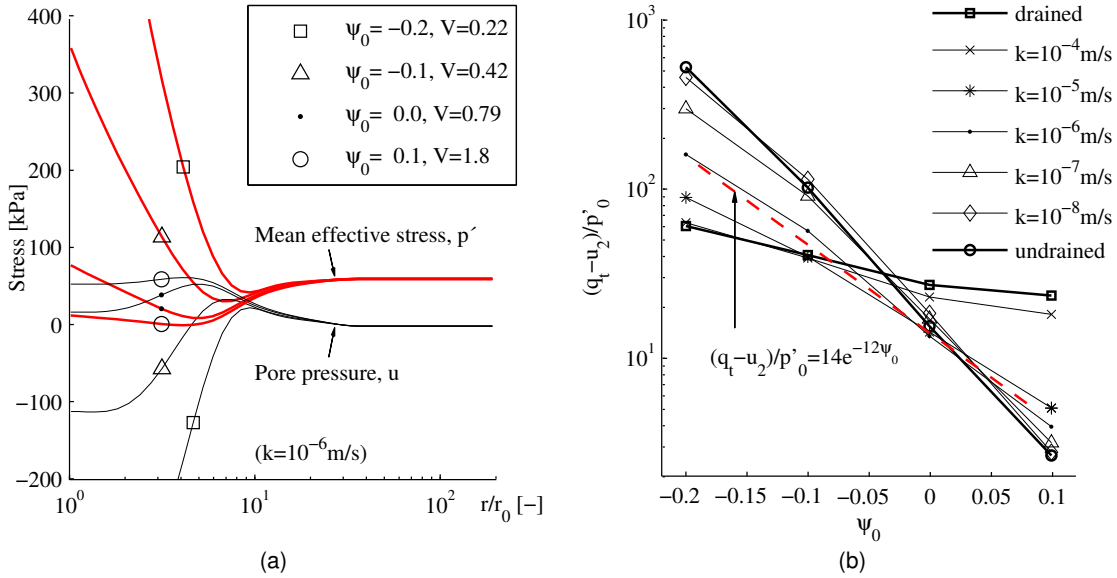 400
300
200
100
0
−100
−200
Stress [kPa]
ψ0 = −0.2, V=0.22
ψ0 = −0.1, V=0.42
ψ0 = 0.0, V=0.79
ψ0 = 0.1, V=1.8
Mean effective stress, p´
Pore pressure, u
(k=10^−6m/s)
10^0
10^1
10^2
r/r0 [−]
(a)
10^3
10^2
10^1
(qt−u2)/p'0
drained
k=10^−4m/s
k=10^−5m/s
k=10^−6m/s
k=10^−7m/s
k=10^−8m/s
undrained
(qt−u2)/p'0=14e^−12ψ0
−0.2
−0.15
−0.1
−0.05
0
0.05
0.1
ψ0
(b)